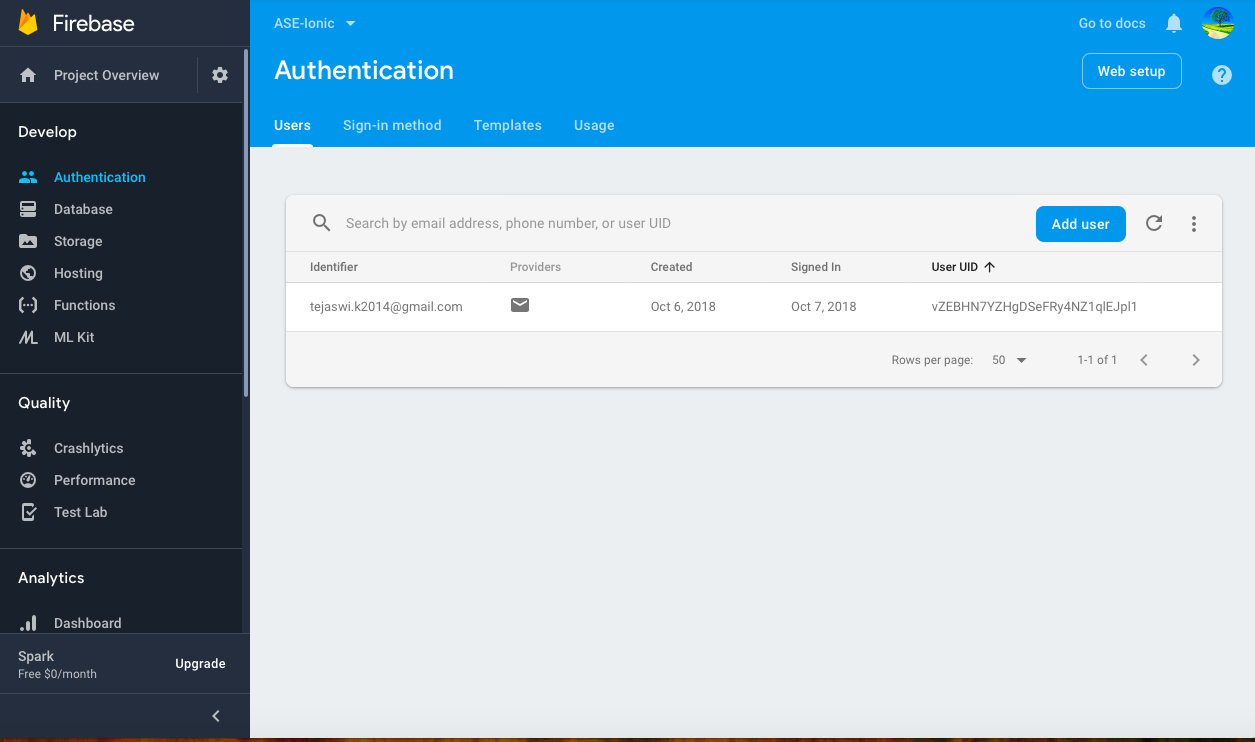 Firebase
Project Overview
Develop
Authentication
Database
Storage
Hosting
Functions
ML Kit
Quality
Crashlytics
Performance
Test Lab
Analytics
Dashboard
Spark
Free $0/month
Upgrade
ASE-Ionic
Go to docs
Authentication
Web setup
Users Sign-in method Templates Usage
Search by email address, phone number, or user UID
Add user
Identifier Providers Created Signed In User UID
tejaswi.k2014@gmail.com Oct 6, 2018 Oct 7, 2018 vZEBHN7YZHgDSeFRy4NZ1qlEJpl1
Rows per page: 50 1-1 of 1